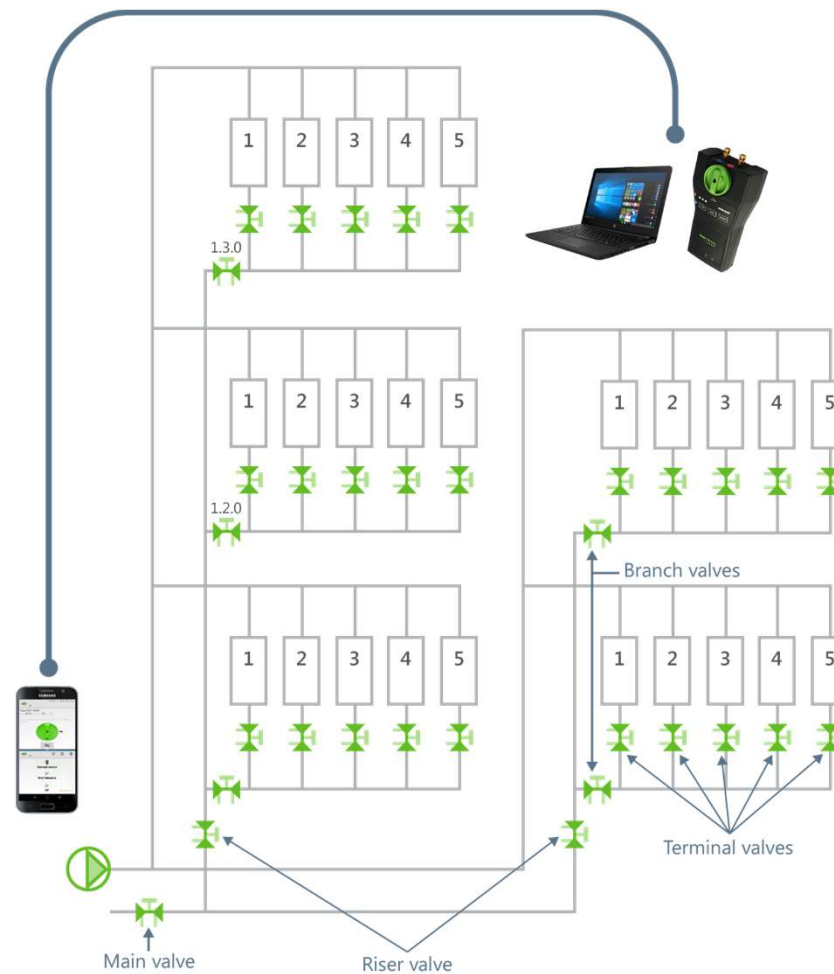 1 2 3 4 5
1.3.0
1 2 3 4 5
1 2 3 4 5
1.2.0
Branch valves
1 2 3 4 5
1 2 3 4 5
SAMSUNG
Terminal valves
Main valve
Riser valve